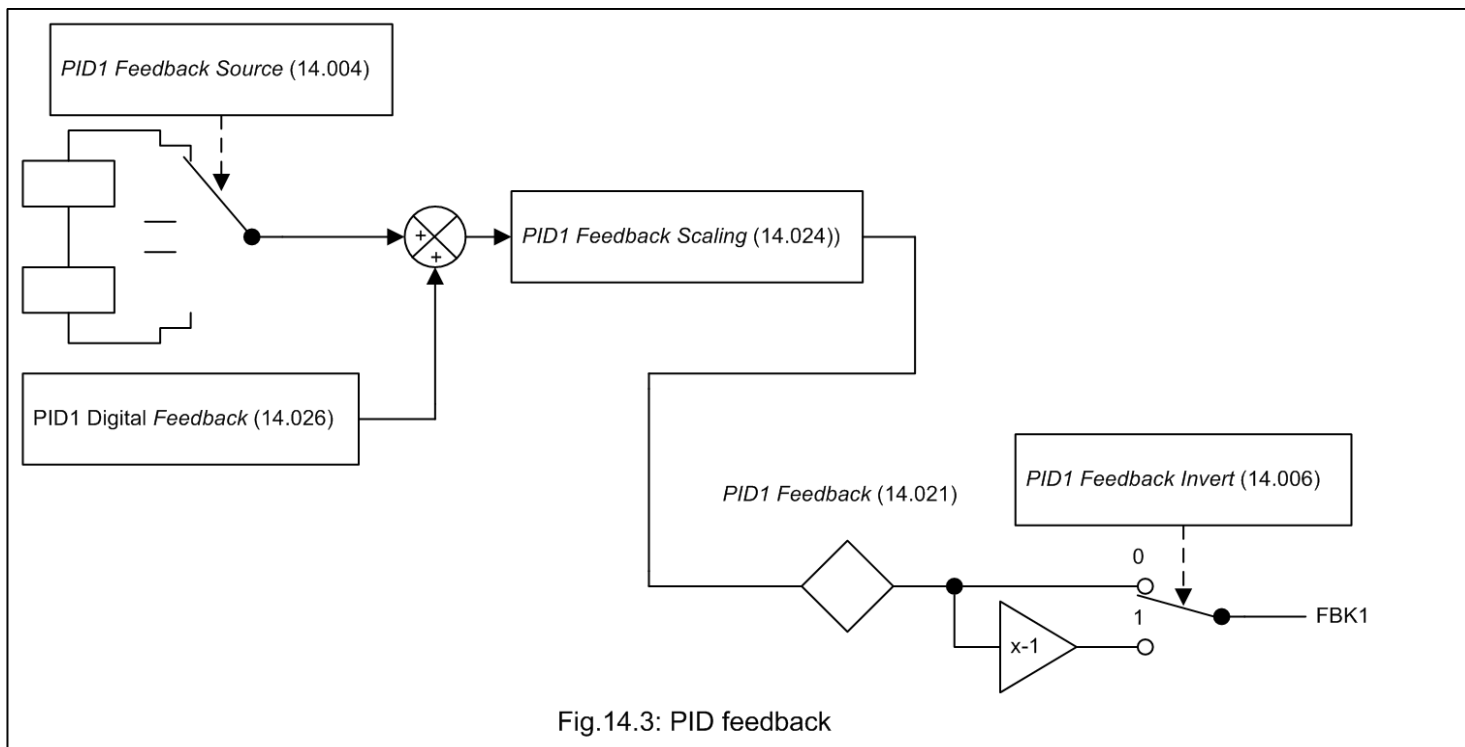 PID1 Feedback Source (14.004)
+
+
PID1 Feedback Scaling (14.024))
PID1 Digital Feedback (14.026)
PID1 Feedback (14.021)
PID1 Feedback Invert (14.006)
0
1
x-1
FBK1
Fig.14.3: PID feedback